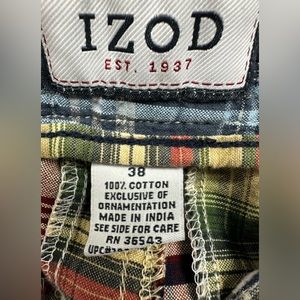 IZOD
EST. 1937
38
100% COTTON
EXCLUSIVE OF
ORNAMENTATION
MADE IN INDIA
SEE SIDE FOR CARE
RN 36543